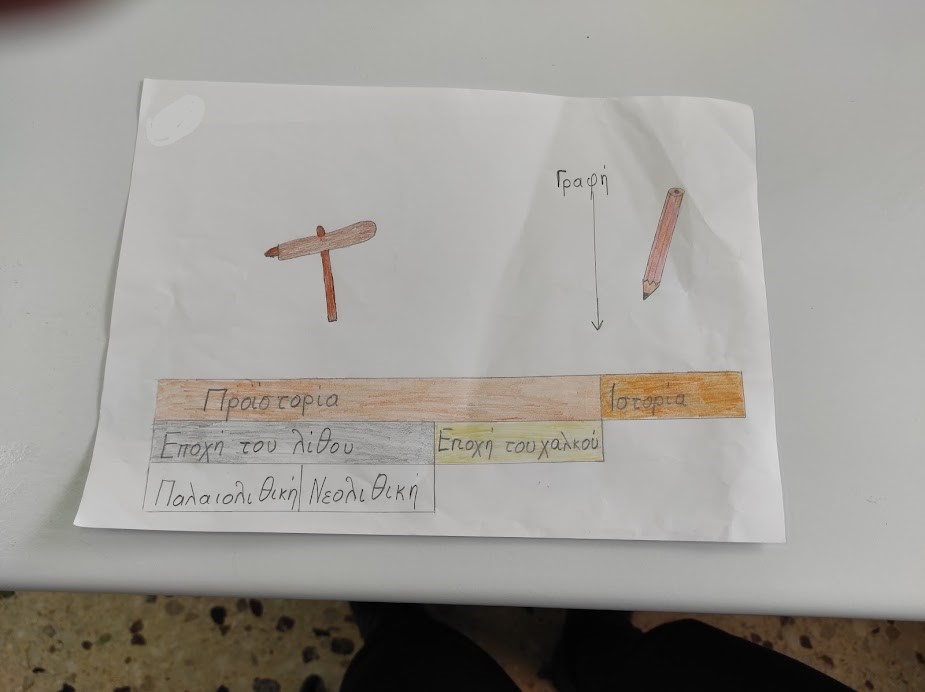 Γραφή
Προϊστορία Ιστορία
Εποχή του λίθου Εποχή του χαλκού
Παλαιολιθική Νεολιθική